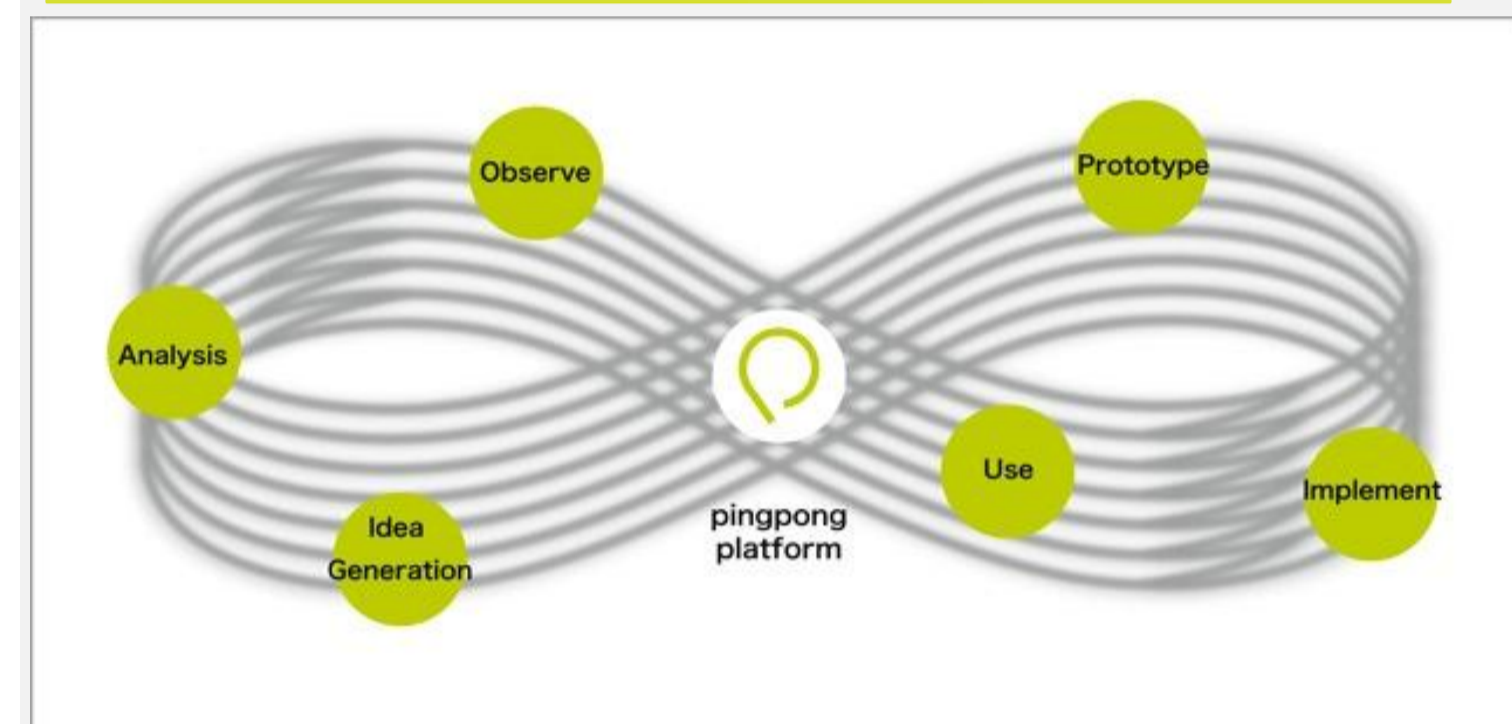 Observe
Prototype
Analysis
Use
Implement
Idea
Generation
pingpong
platform